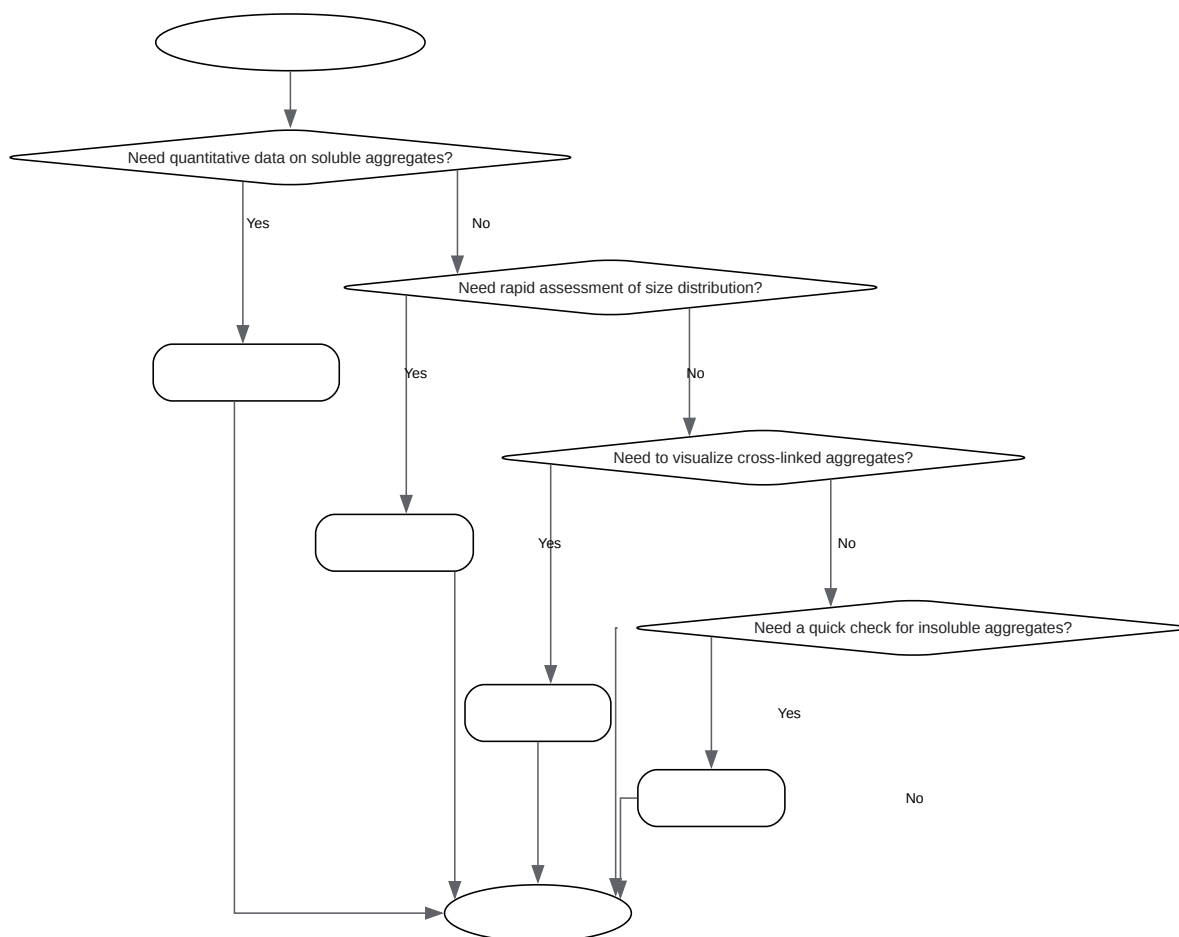 Need quantitative data on soluble aggregates?
Yes
No
Need rapid assessment of size distribution?
Yes
No
Need to visualize cross-linked aggregates?
Yes
No
Need a quick check for insoluble aggregates?
Yes
No